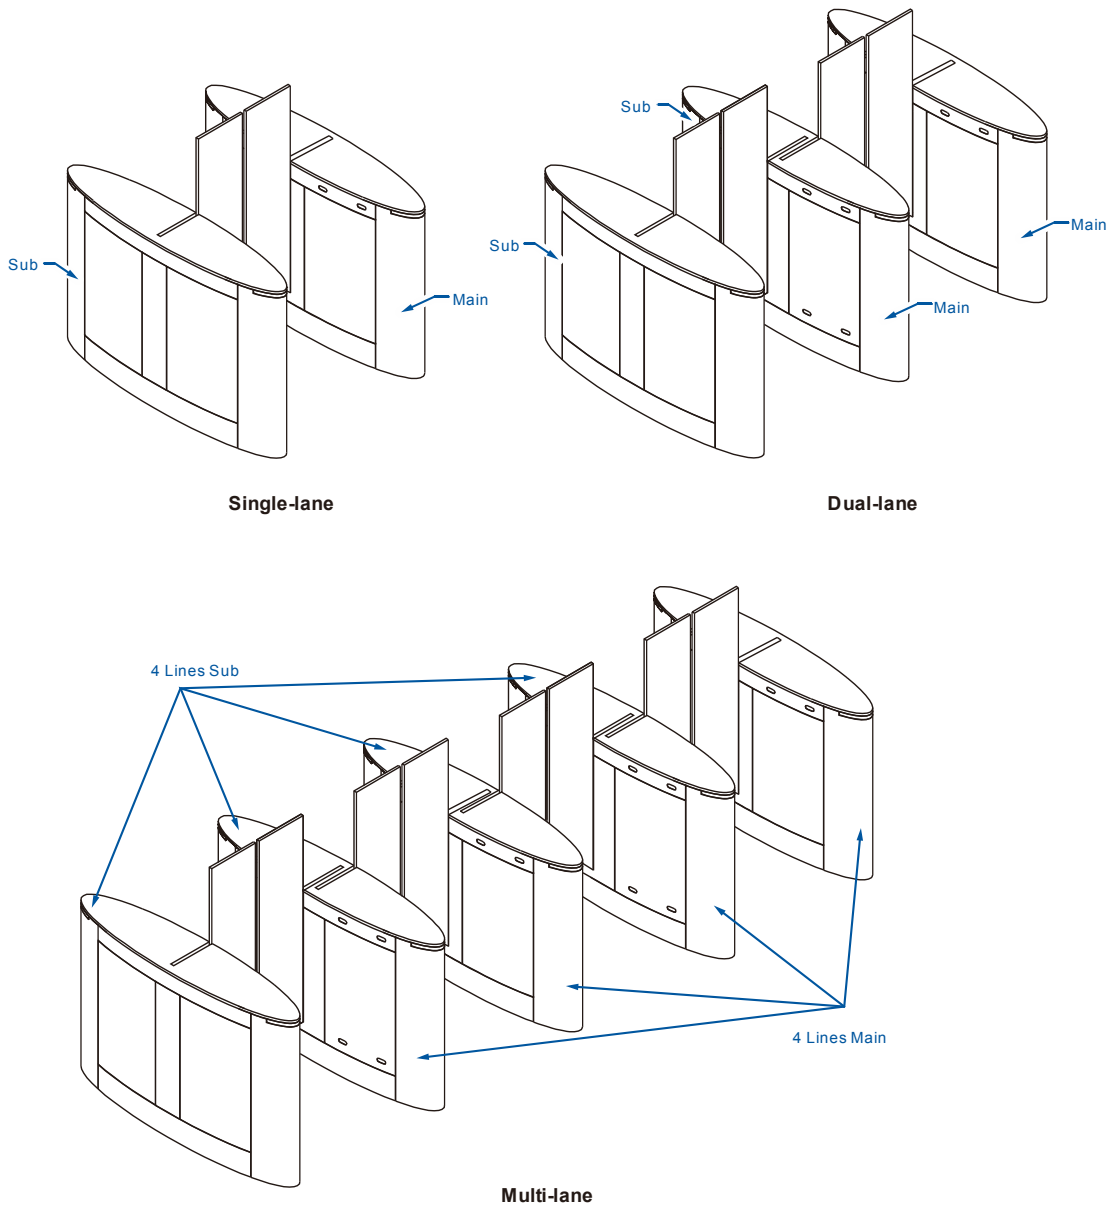 Sub
Main
Single-lane
Sub
Sub
Main
Main
Dual-lane
4 Lines Sub
4 Lines Main
Multi-lane